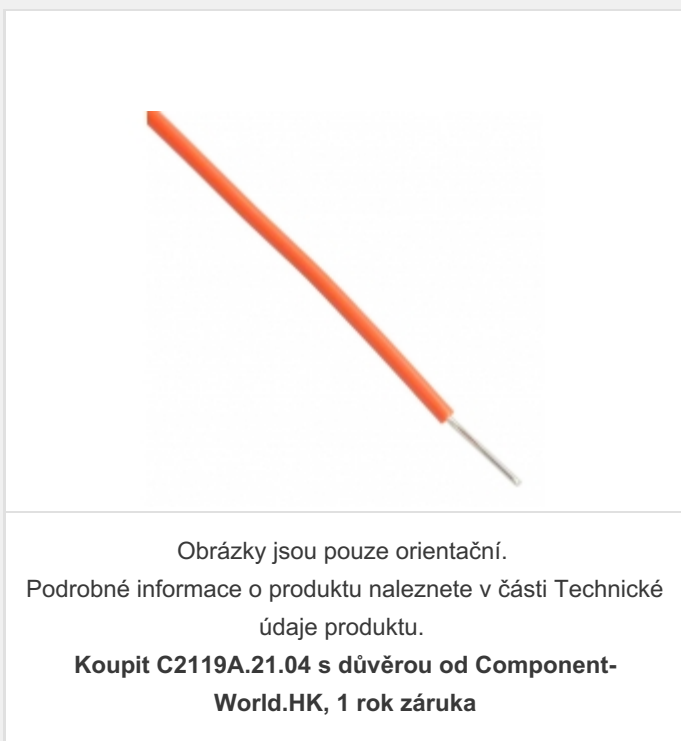 Obrázky jsou pouze orientační.
Podrobné informace o produktu naleznete v části Technické
údaje produktu.
Koupit C2119A.21.04 s důvěrou od Component-
World.HK, 1 rok záruka